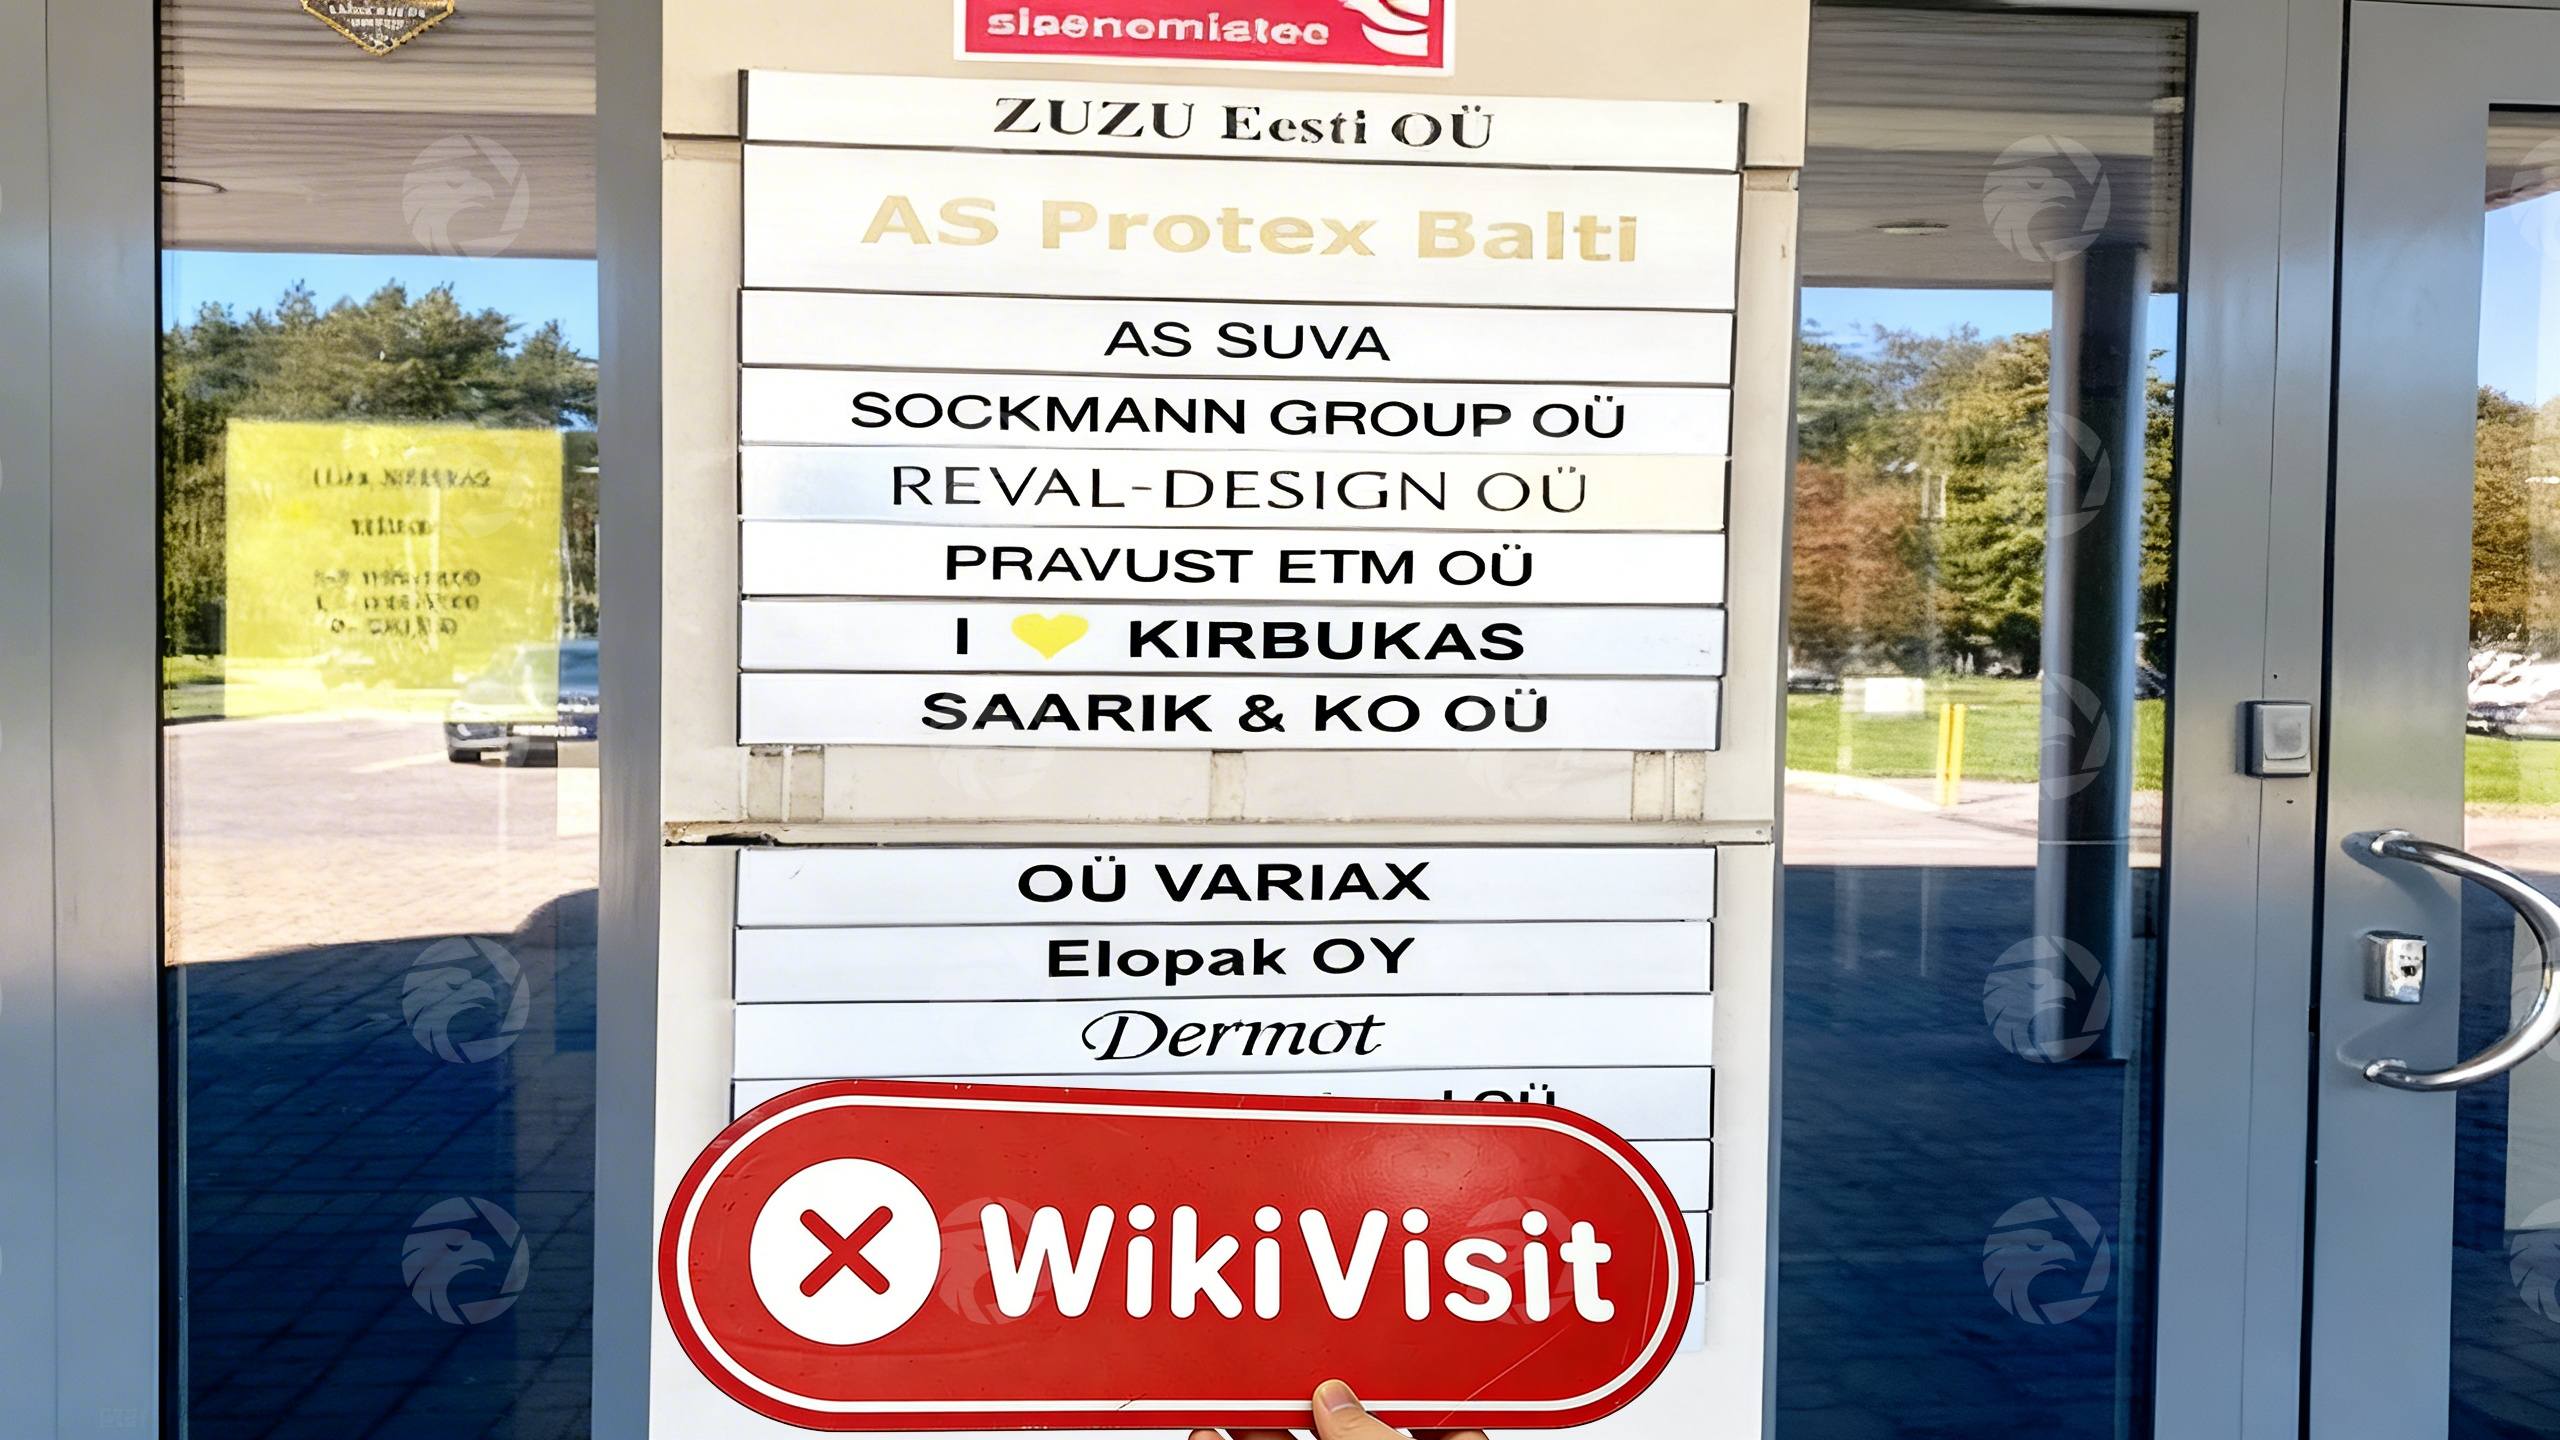 ZUZU Eesti OÜ
AS Protex Balti
AS SUVA
SOCKMANN GROUP OÜ
REVAL-DESIGN OÜ
PRAVUST ETM OÜ
I 💛 KIRBUKAS
SAARIK & KO OÜ
OÜ VARIAX
Elopak OY
Dermot
OÜ
WikiVisit